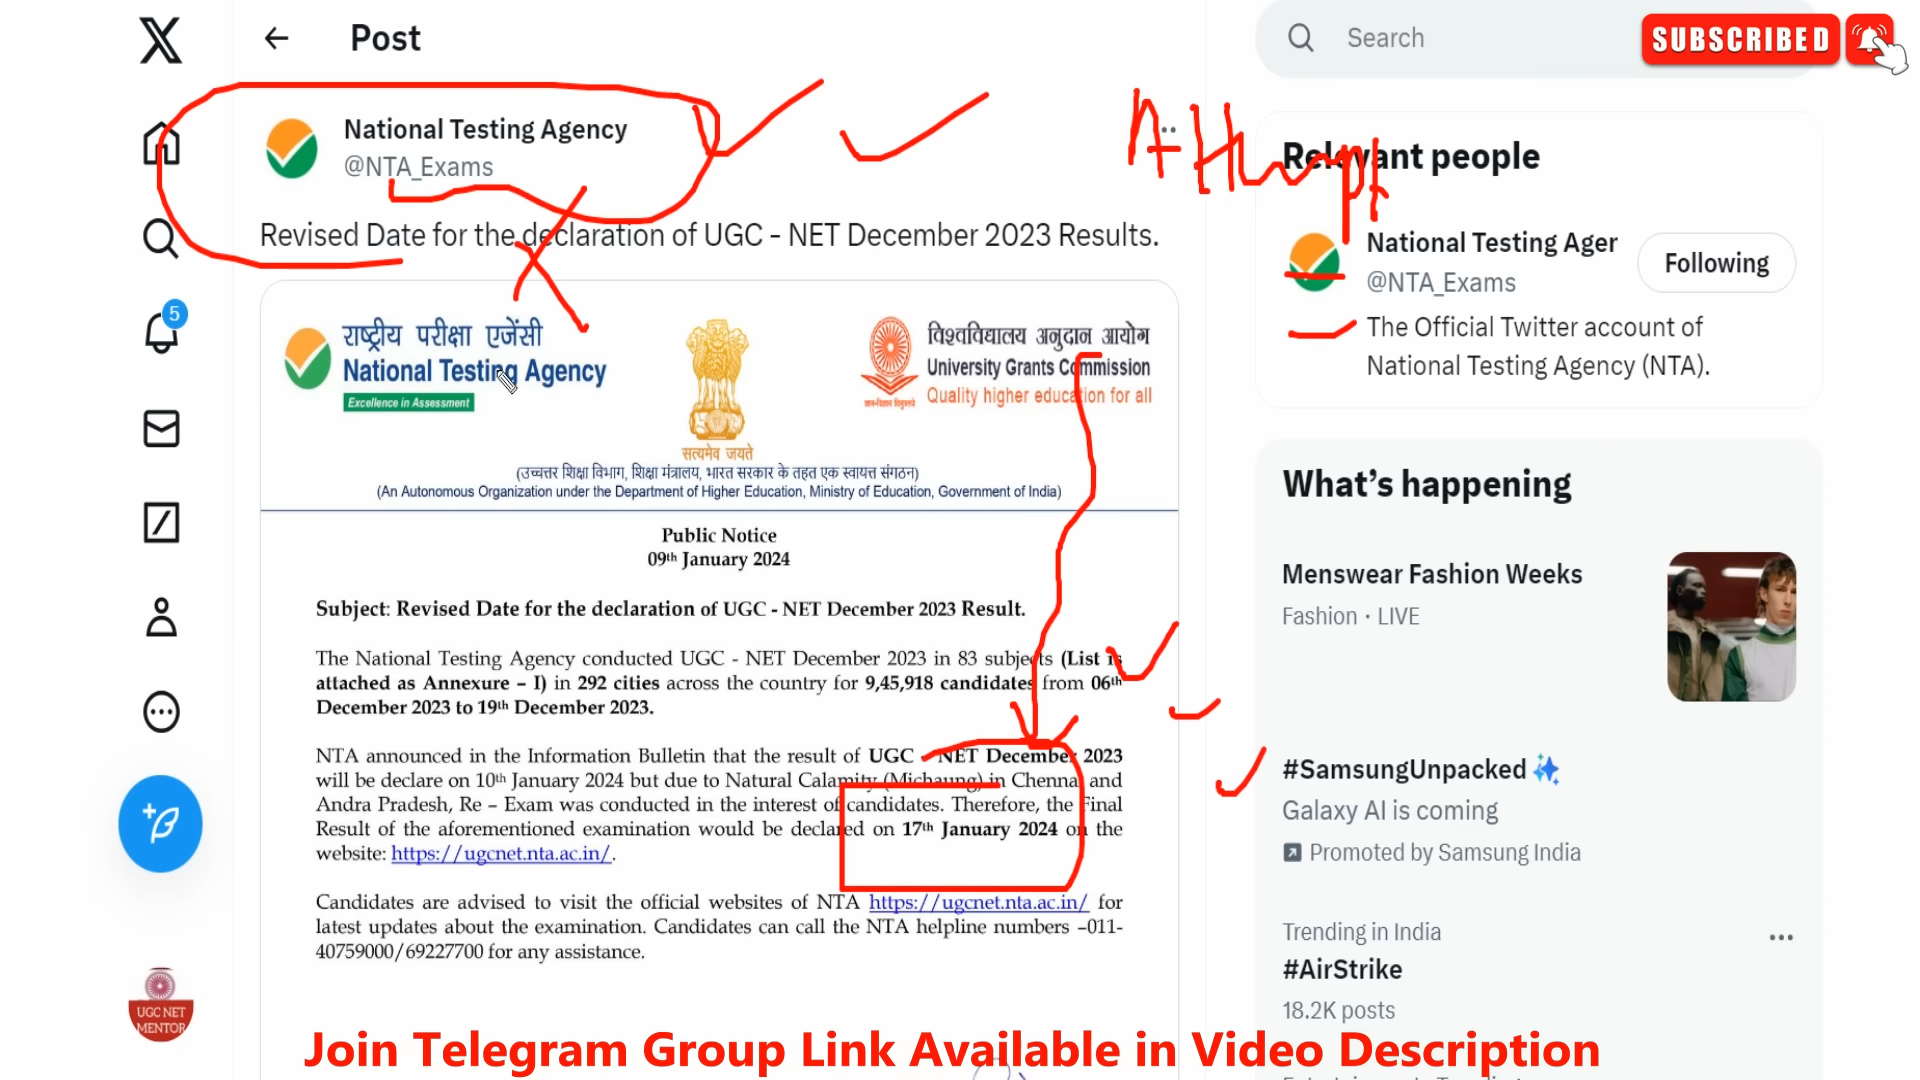 Post
Search
SUBSCRIBED
National Testing Agency
@NTA_Exams
Attempt
Relevant people
Revised Date for the declaration of UGC - NET December 2023 Results.
National Testing Ager
@NTA_Exams
Following
The Official Twitter account of
National Testing Agency (NTA).
5
राष्ट्रीय परीक्षा एजेंसी
National Testing Agency
Excellence in Assessment
सत्यमेव जयते
विश्वविद्यालय अनुदान आयोग
University Grants Commission
Quality higher education for all
(उच्चत्तर शिक्षा विभाग, शिक्षा मंत्रालय, भारत सरकार के तहत एक स्वायत्त संगठन)
(An Autonomous Organization under the Department of Higher Education, Ministry of Education, Government of India)
Public Notice
09th January 2024
Subject: Revised Date for the declaration of UGC - NET December 2023 Result.
The National Testing Agency conducted UGC - NET December 2023 in 83 subjects (List is
attached as Annexure – I) in 292 cities across the country for 9,45,918 candidates from 06th
December 2023 to 19th December 2023.
NTA announced in the Information Bulletin that the result of UGC - NET December 2023
will be declare on 10th January 2024 but due to Natural Calamity (Michaung) in Chennai and
Andra Pradesh, Re – Exam was conducted in the interest of candidates. Therefore, the Final
Result of the aforementioned examination would be declared on 17th January 2024 on the
website: https://ugcnet.nta.ac.in/.
Candidates are advised to visit the official websites of NTA https://ugcnet.nta.ac.in/ for
latest updates about the examination. Candidates can call the NTA helpline numbers –011-
40759000/69227700 for any assistance.
What's happening
Menswear Fashion Weeks
Fashion · LIVE
#SamsungUnpacked
Galaxy AI is coming
Promoted by Samsung India
Trending in India
#AirStrike
18.2K posts
UGC NET
MENTOR
Join Telegram Group Link Available in Video Description